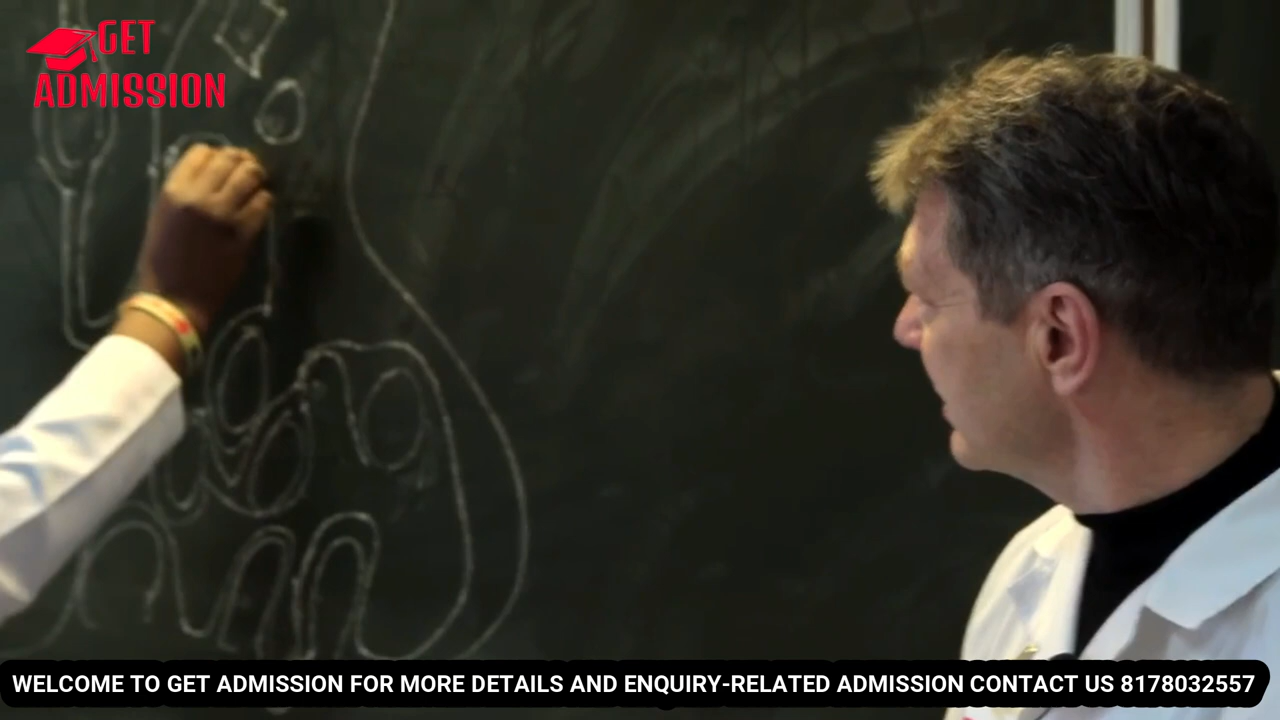 GET
ADMISSION
WELCOME TO GET ADMISSION FOR MORE DETAILS AND ENQUIRY-RELATED ADMISSION CONTACT US 8178032557